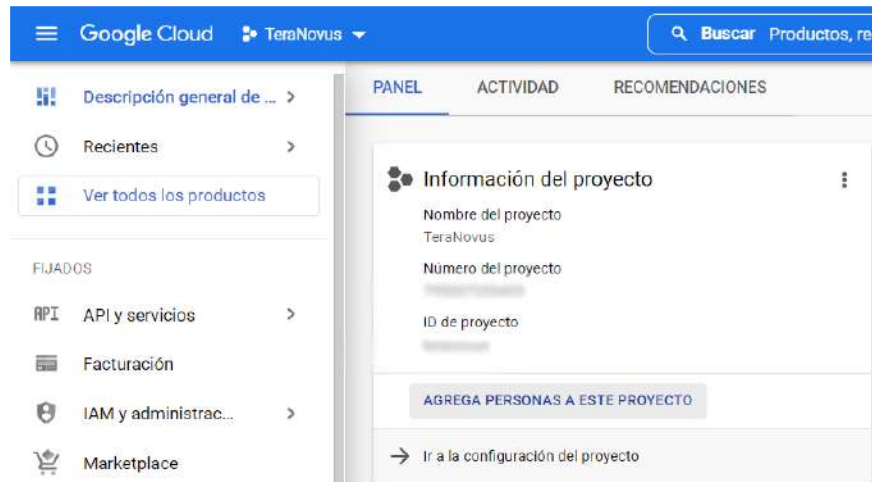 Google Cloud
TeraNovus
Buscar Productos, re
Descripción general de ...
Recientes
Ver todos los productos
FIJADOS
API API y servicios
Facturación
IAM y administrac...
Marketplace
PANEL
ACTIVIDAD
RECOMENDACIONES
Información del proyecto
Nombre del proyecto
TeraNovus
Número del proyecto
ID de proyecto
AGREGA PERSONAS A ESTE PROYECTO
Ir a la configuración del proyecto